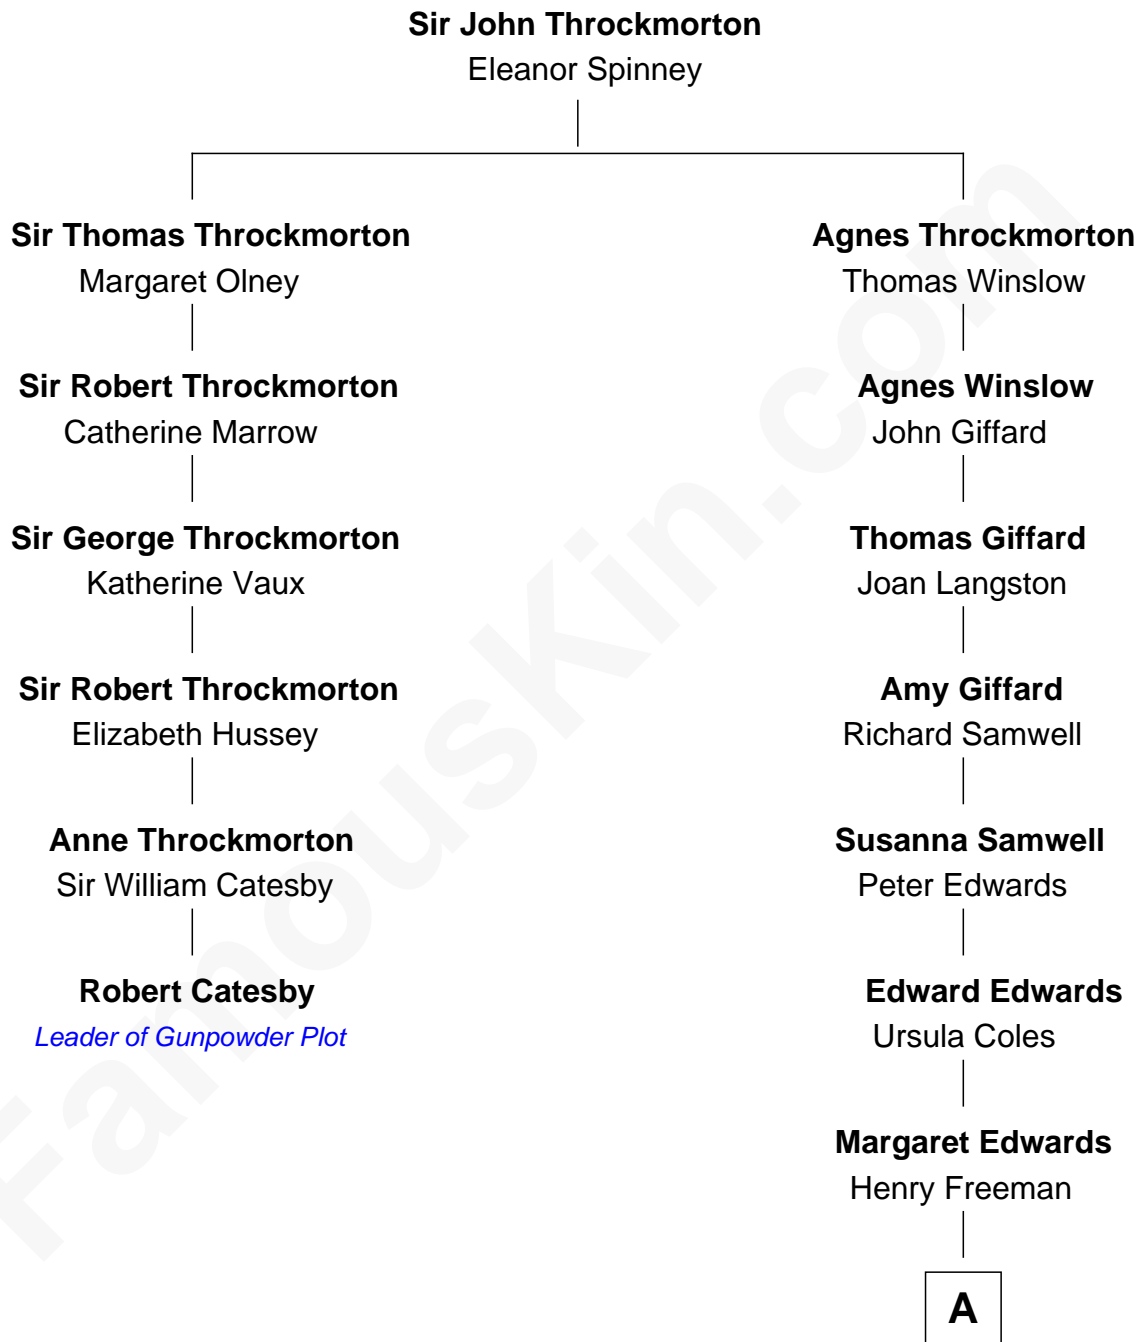 Sir John Throckmorton
Eleanor Spinney
Sir Thomas Throckmorton
Margaret Olney
Sir Robert Throckmorton
Catherine Marrow
Sir George Throckmorton
Katherine Vaux
Sir Robert Throckmorton
Elizabeth Hussey
Anne Throckmorton
Sir William Catesby
Robert Catesby
Leader of Gunpowder Plot
Agnes Throckmorton
Thomas Winslow
Agnes Winslow
John Giffard
Thomas Giffard
Joan Langston
Amy Giffard
Richard Samwell
Susanna Samwell
Peter Edwards
Edward Edwards
Ursula Coles
Margaret Edwards
Henry Freeman
A
FamousKin.com